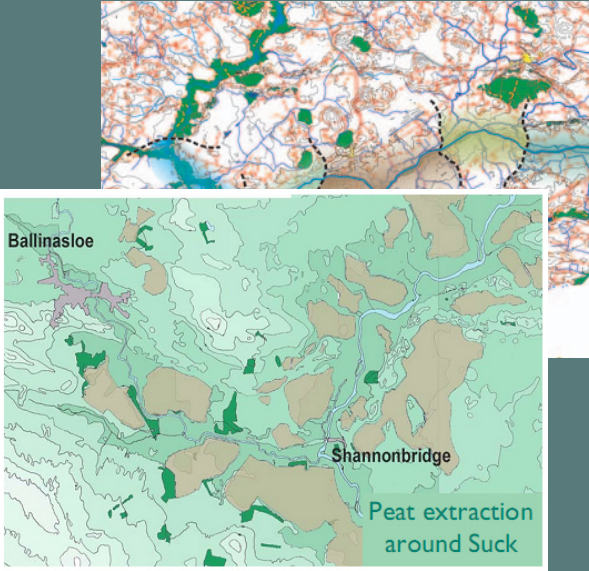 Ballinasloe
Shannonbridge
Peat extraction
around Suck